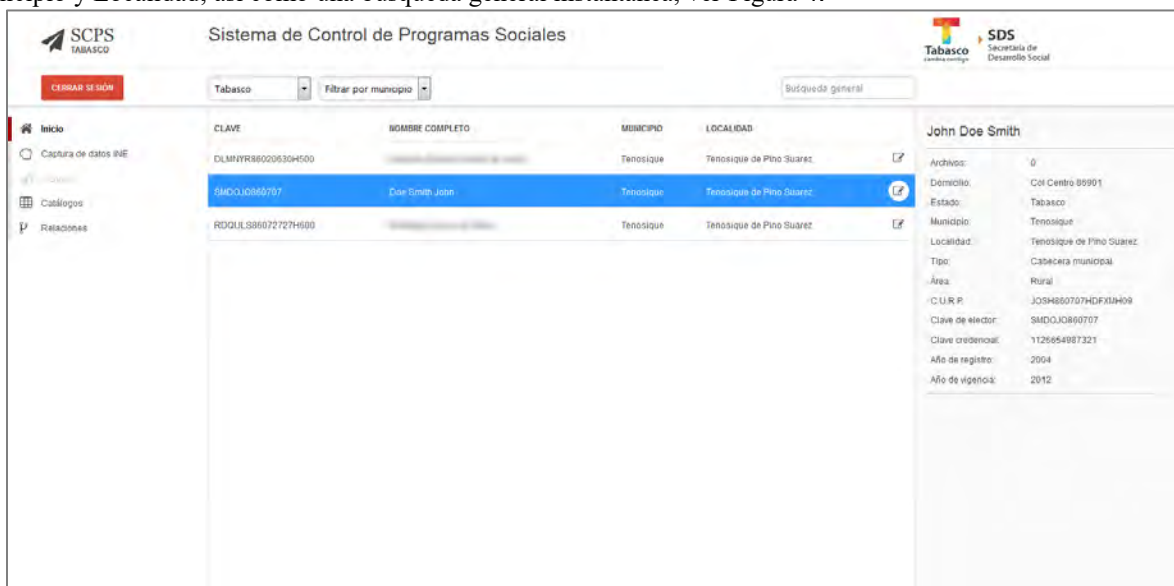 SCPS
TABASCO
Sistema de Control de Programas Sociales
Tabasco
cambia contigo
SDS
Secretaría de
Desarrollo Social
CERRAR SESIÓN
Tabasco
Filtrar por municipio
Búsqueda general
Inicio
Captura de datos INE
Catálogos
Relaciones
CLAVE NOMBRE COMPLETO MUNICIPIO LOCALIDAD
DLMNYR86020630H500 Tenosique Tenosique de Pino Suarez
SMDOJO860707 Doe Smith John Tenosique Tenosique de Pino Suarez
RDQULS86072727H600 Tenosique Tenosique de Pino Suarez
John Doe Smith
Archivos: 0
Domicilio: Col Centro 86901
Estado: Tabasco
Municipio: Tenosique
Localidad: Tenosique de Pino Suarez
Tipo: Cabecera municipal
Área: Rural
C.U.R.P.
Clave de elector: SMDOJO860707
Clave credencial: 1126654987321
Año de registro: 2004
Año de vigencia: 2012